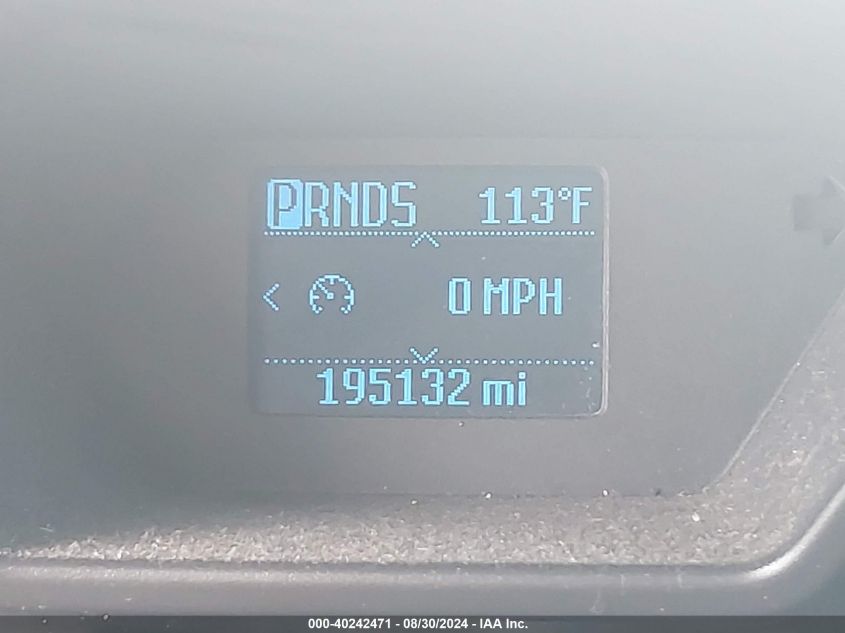 PRNDS 113°F
0 MPH
195132 mi
000-40242471 - 08/30/2024 - IAA Inc.